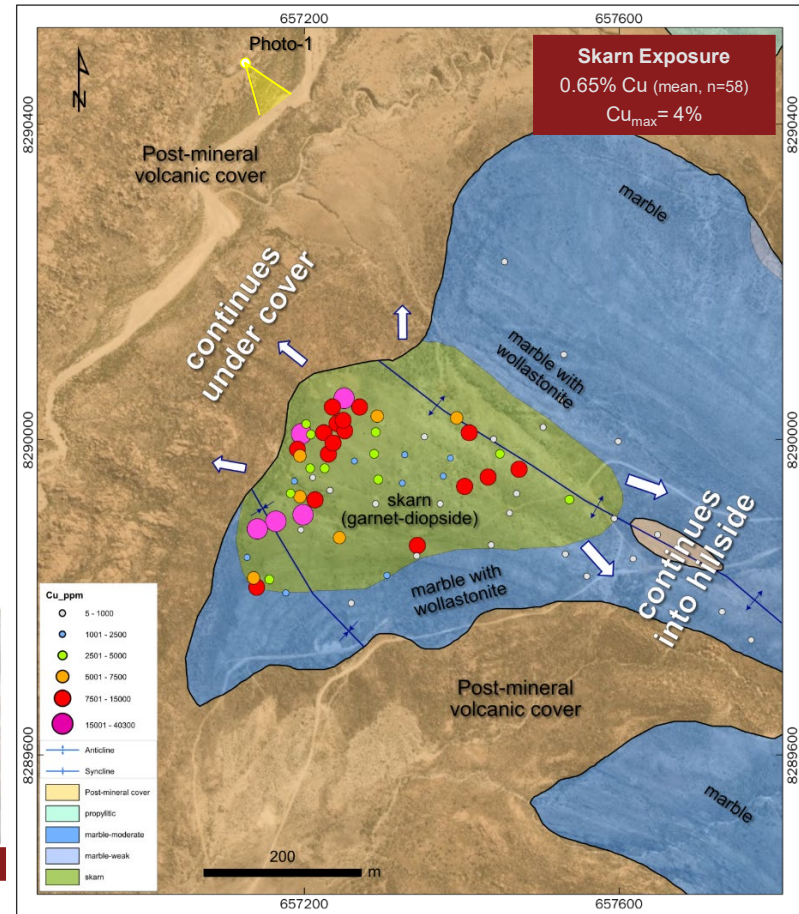 657200
657600
Photo-1
N
Skarn Exposure
0.65% Cu (mean, n=58)
Cumax= 4%
8290400
8290400
Post-mineral
volcanic cover
marble
continues
under cover
marble with
wollastonite
8290000
8290000
skarn
(garnet-diopside)
continues
into hillside
marble with
wollastonite
Cu_ppm
5 - 1000
1001 - 2500
2501 - 5000
5001 - 7500
7501 - 15000
15001 - 40300
Anticline
Syncline
Post-mineral cover
propylitic
marble-moderate
marble-weak
skarn
Post-mineral
volcanic cover
8289600
8289600
marble
200
m
657200
657600